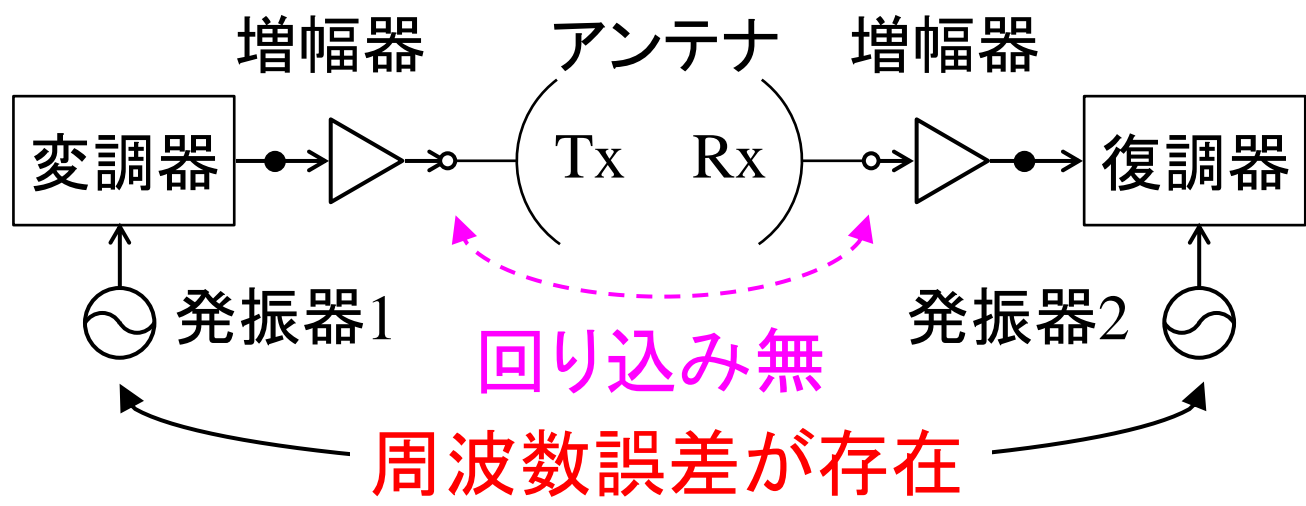 増幅器 アンテナ 増幅器
変調器 Tx Rx 復調器
発振器1 発振器2
回り込み無
周波数誤差が存在